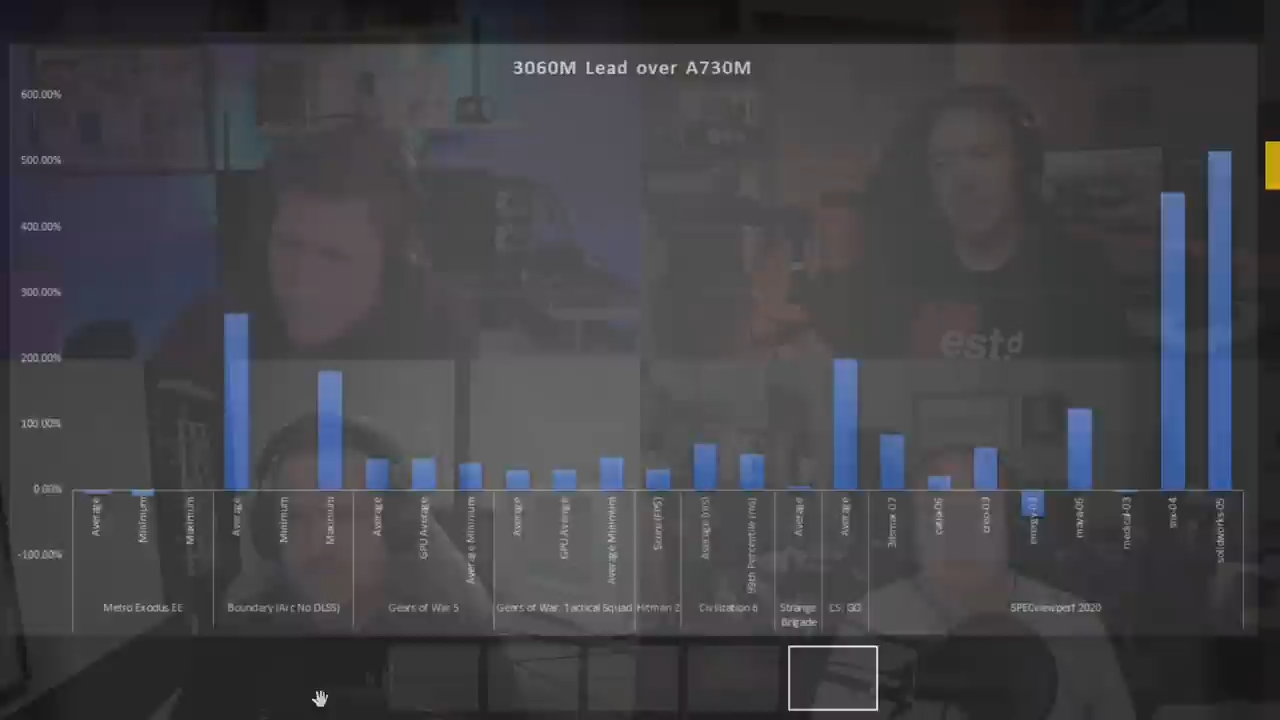 3060M Lead over A730M
600.00%
500.00%
400.00%
300.00%
200.00%
100.00%
0.00%
-100.00%
estd
Average
Minimum
Maximum
Average
Minimum
Maximum
Average
GPU Average
Average Minimum
Average
GPU Average
Average Minimum
Score (FPS)
Average (ms)
99th Percentile (ms)
Average
Average
3dsmax-07
catia-06
creo-03
energy-03
maya-06
medical-03
snx-04
solidworks-05
Metro Exodus EE
Boundary (Arc No DLSS)
Gears of War 5
Gears of War: Tactical Squad
Hitman 2
Civilization 6
Strange
Brigade
CS: GO
SPECviewperf 2020